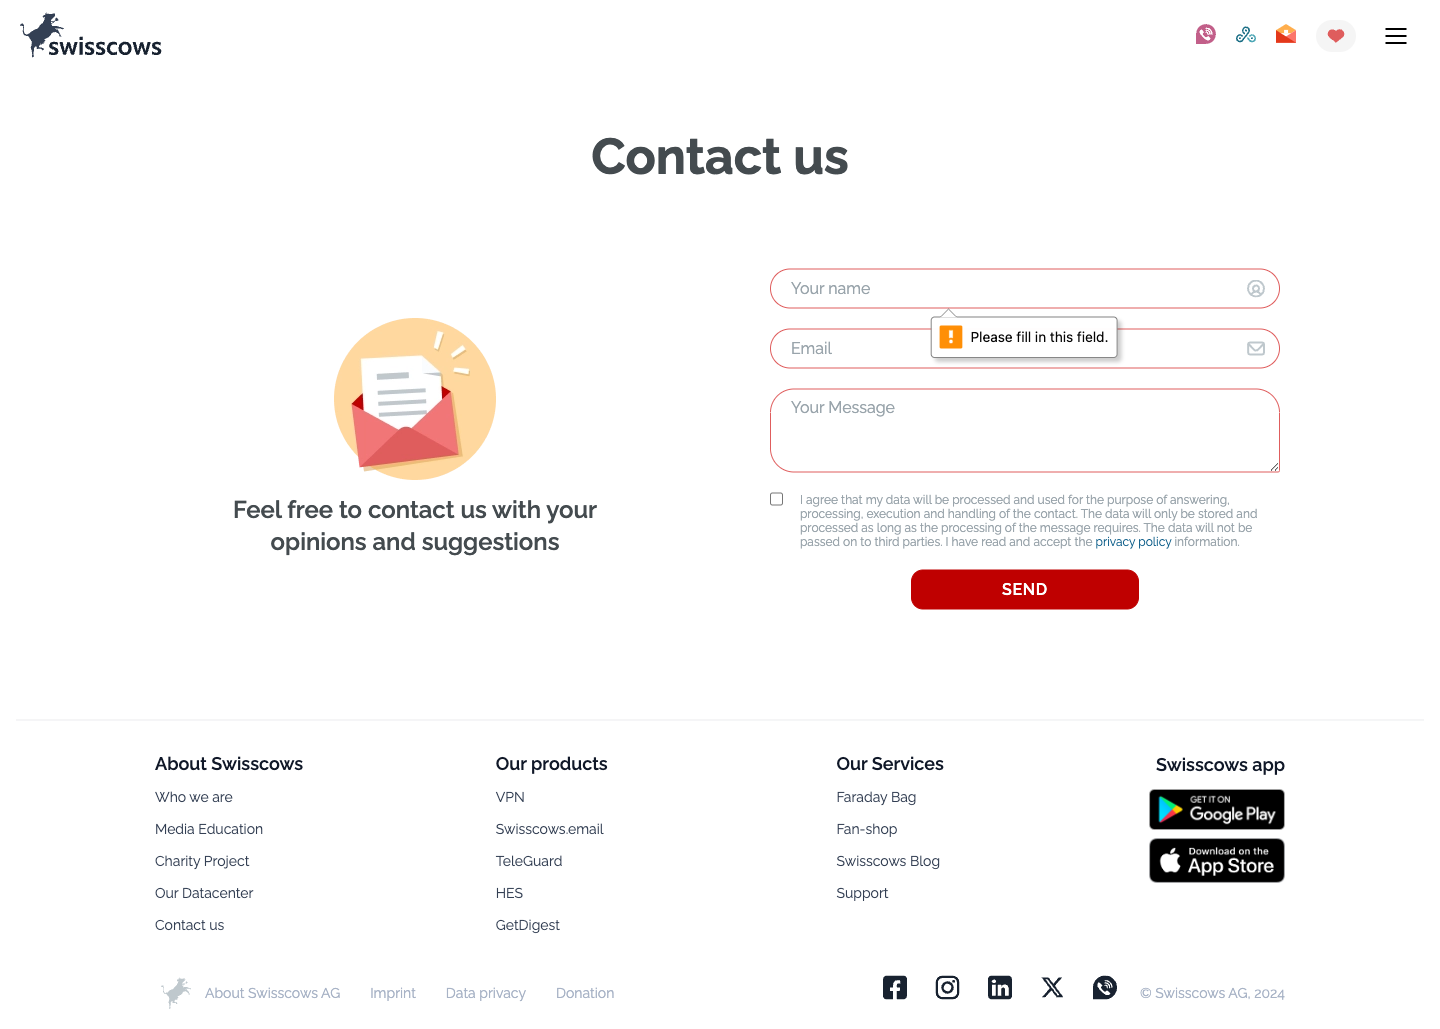 swisscows
Contact us
Your name
Please fill in this field.
Email
Your Message
I agree that my data will be processed and used for the purpose of answering,
processing, execution and handling of the contact. The data will only be stored and
processed as long as the processing of the message requires. The data will not be
passed on to third parties. I have read and accept the privacy policy information.
SEND
Feel free to contact us with your
opinions and suggestions
About Swisscows
Who we are
Media Education
Charity Project
Our Datacenter
Contact us
Our products
VPN
Swisscows.email
TeleGuard
HES
GetDigest
Our Services
Faraday Bag
Fan-shop
Swisscows Blog
Support
Swisscows app
GET IT ON
Google Play
Download on the
App Store
About Swisscows AG
Imprint
Data privacy
Donation
© Swisscows AG, 2024